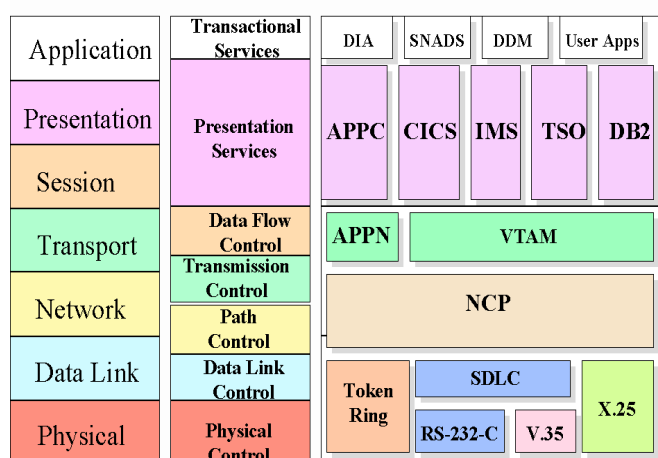 Application
Presentation
Session
Transport
Network
Data Link
Physical
Transactional
Services
Presentation
Services
Data Flow
Control
Transmission
Control
Path
Control
Data Link
Control
Physical
Control
DIA SNADS DDM User Apps
APPC CICS IMS TSO DB2
APPN VTAM
NCP
Token
Ring
SDLC
RS-232-C V.35
X.25